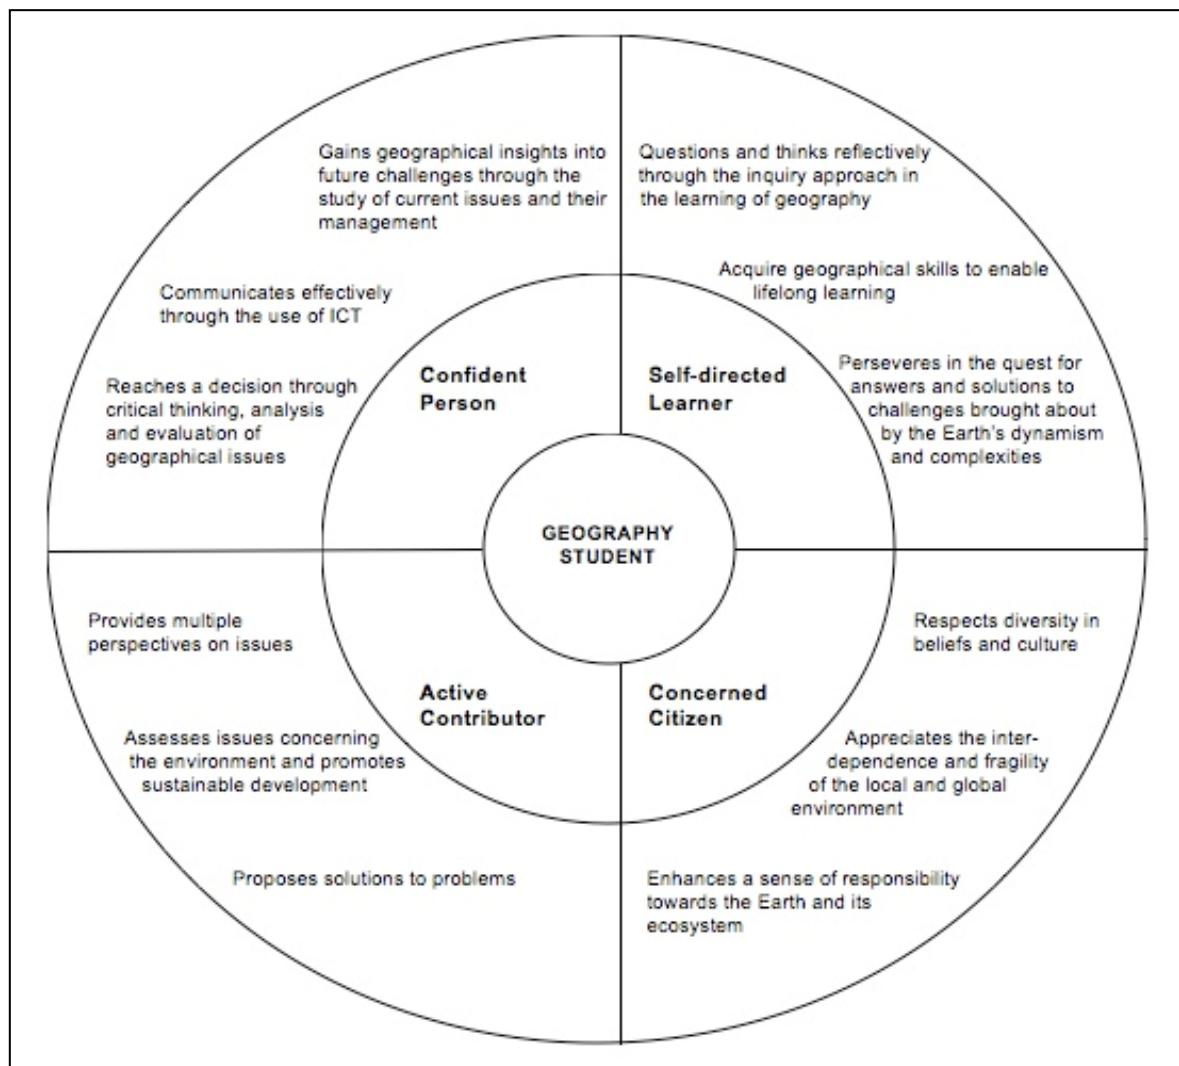 Gains geographical insights into
future challenges through the
study of current issues and their
management
Communicates effectively
through the use of ICT
Reaches a decision through
critical thinking, analysis
and evaluation of
geographical issues
Confident
Person
Questions and thinks reflectively
through the inquiry approach in
the learning of geography
Acquire geographical skills to enable
lifelong learning
Perseveres in the quest for
answers and solutions to
challenges brought about
by the Earth's dynamism
and complexities
Self-directed
Learner
GEOGRAPHY
STUDENT
Provides multiple
perspectives on issues
Assesses issues concerning
the environment and promotes
sustainable development
Proposes solutions to problems
Active
Contributor
Concerned
Citizen
Respects diversity in
beliefs and culture
Appreciates the inter-
dependence and fragility
of the local and global
environment
Enhances a sense of responsibility
towards the Earth and its
ecosystem